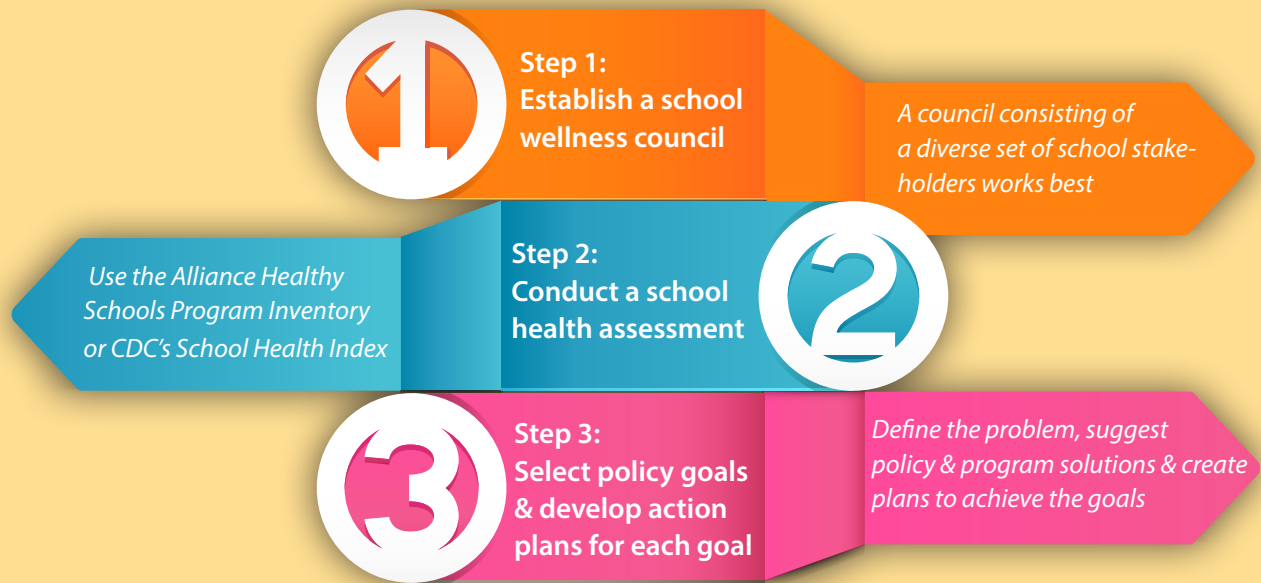 1
Step 1:
Establish a school
wellness council
A council consisting of
a diverse set of school stake-
holders works best
2
Step 2:
Conduct a school
health assessment
Use the Alliance Healthy
Schools Program Inventory
or CDC’s School Health Index
3
Step 3:
Select policy goals
& develop action
plans for each goal
Define the problem, suggest
policy & program solutions & create
plans to achieve the goals